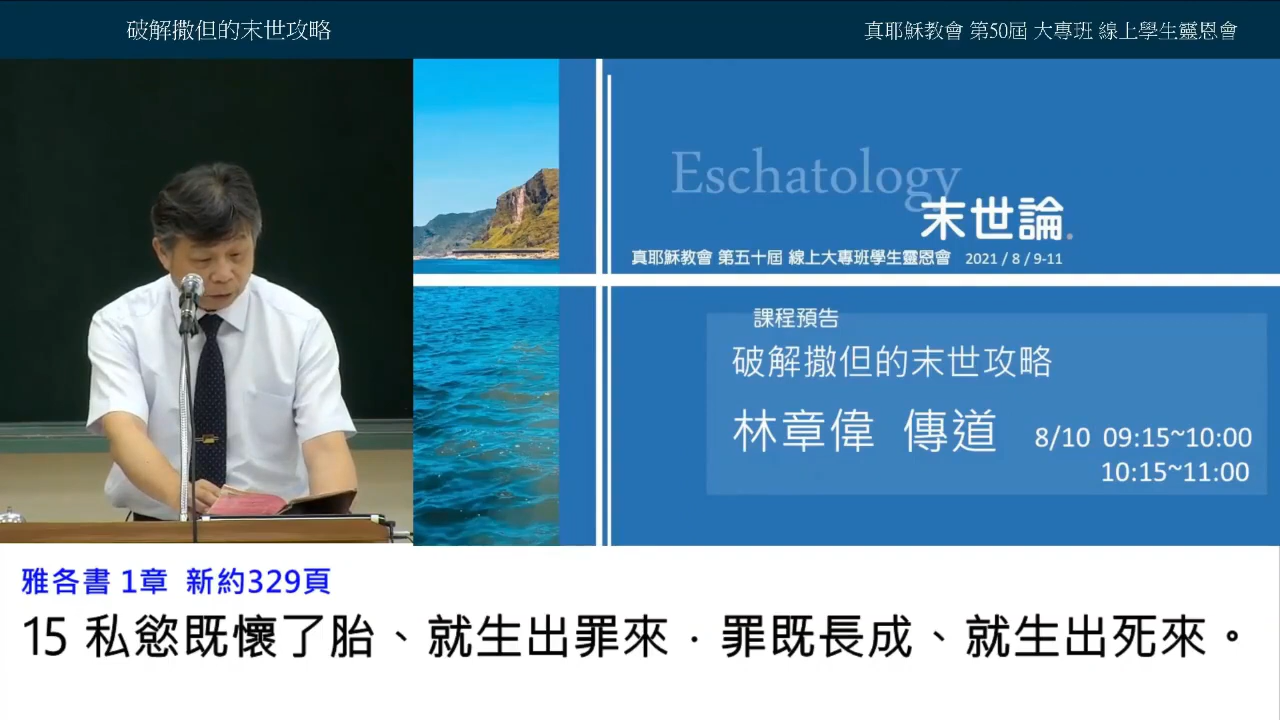 破解撒但的末世攻略
真耶穌教會 第50屆 大專班 線上學生靈恩會
Eschatology
末世論.
真耶穌教會 第五十屆 線上大專班學生靈恩會 2021 / 8 / 9-11
課程預告
破解撒但的末世攻略
林章偉 傳道 8/10 09:15~10:00
10:15~11:00
雅各書 1章 新約329頁
15 私慾既懷了胎、就生出罪來．罪既長成、就生出死來。